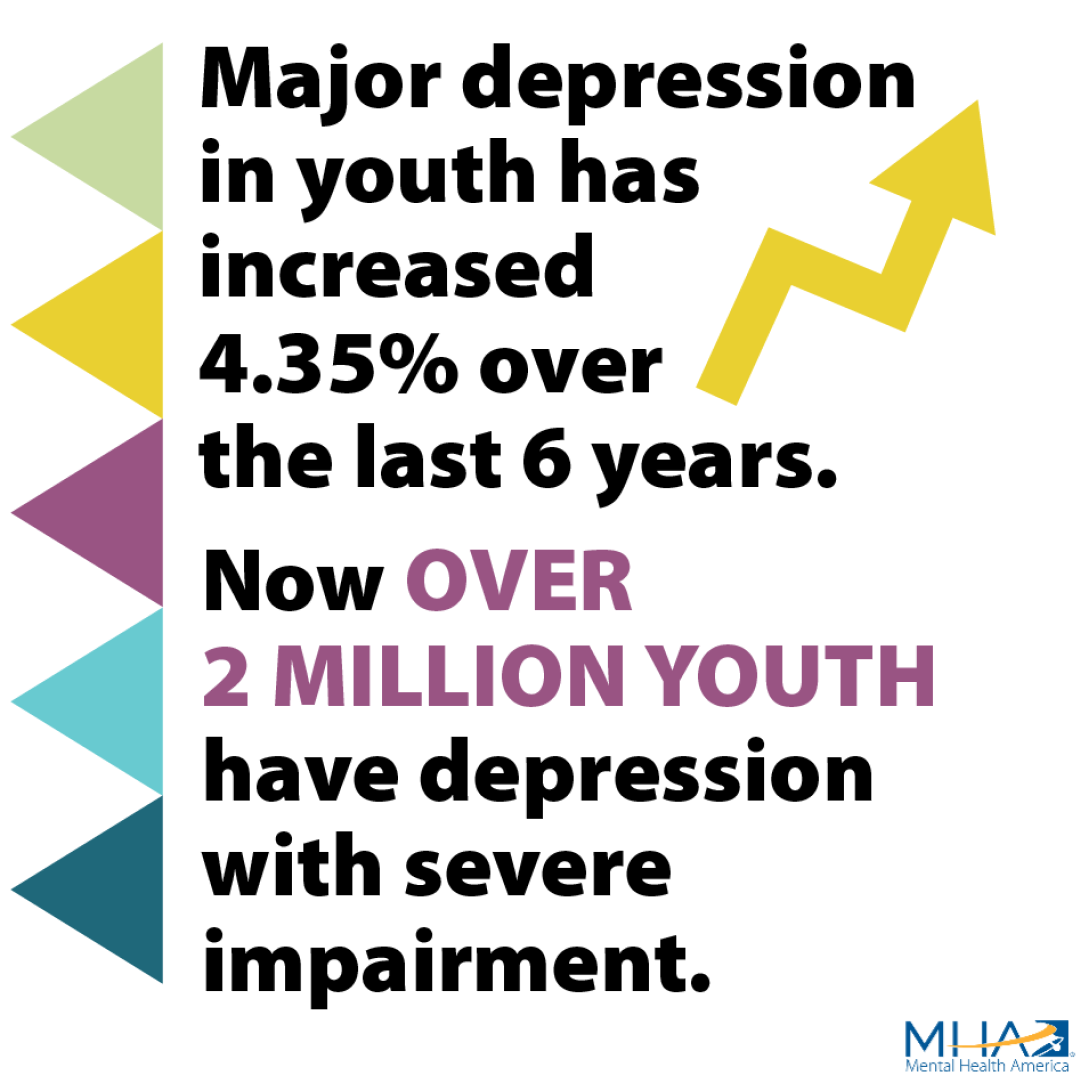 Major depression
in youth has
increased
4.35% over
the last 6 years.
Now OVER
2 MILLION YOUTH
have depression
with severe
impairment.
MHA®
Mental Health America